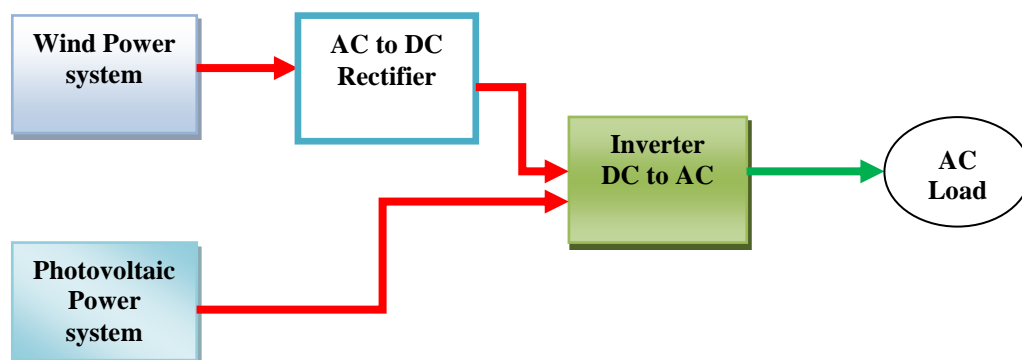 Wind Power
system
AC to DC
Rectifier
Inverter
DC to AC
AC
Load
Photovoltaic
Power
system